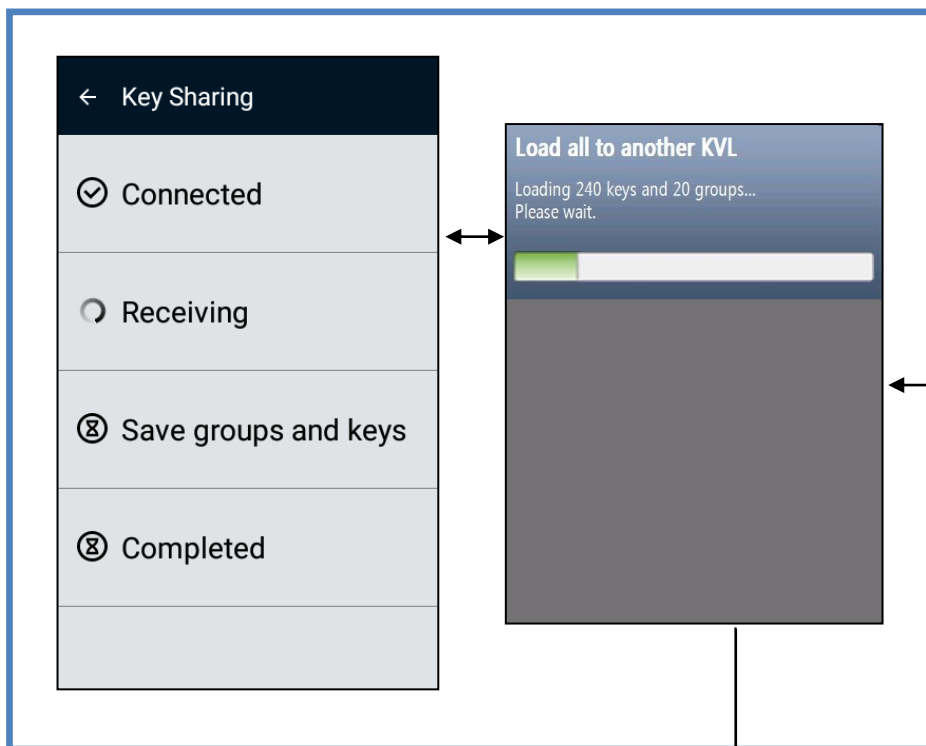 Key Sharing
Connected
Receiving
Save groups and keys
Completed
Load all to another KVL
Loading 240 keys and 20 groups...
Please wait.